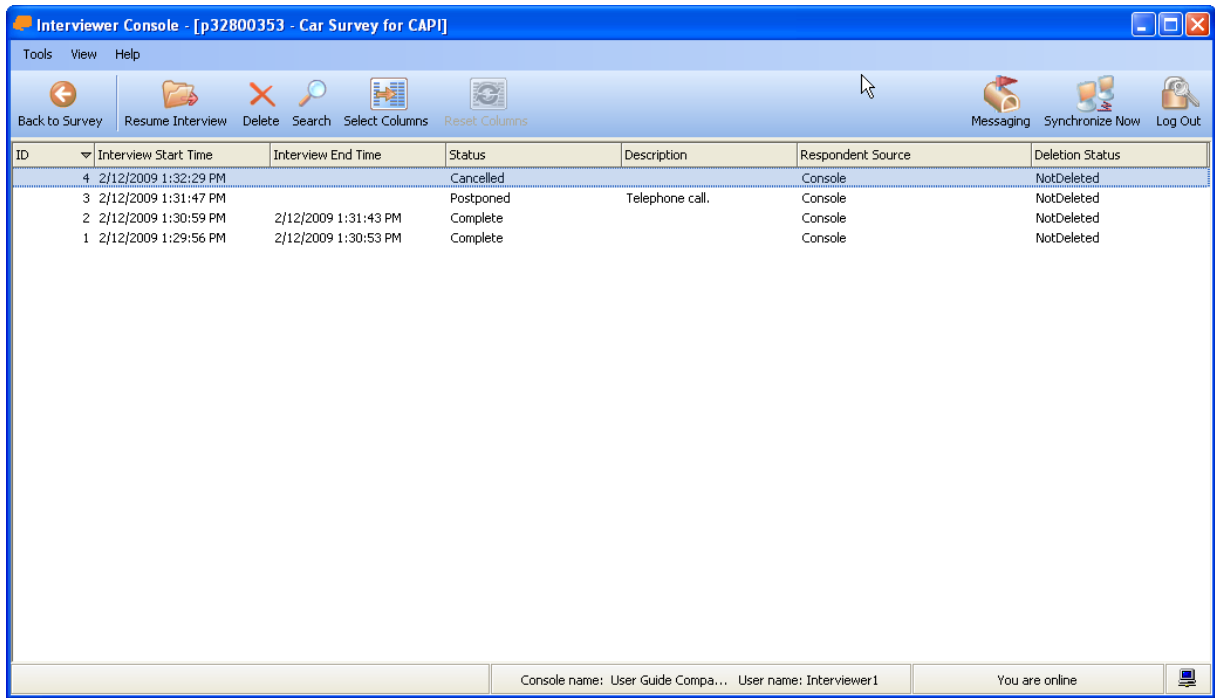 Interviewer Console - [p32800353 - Car Survey for CAPI]
Tools View Help
Back to Survey Resume Interview Delete Search Select Columns Reset Columns Messaging Synchronize Now Log Out
ID Interview Start Time Interview End Time Status Description Respondent Source Deletion Status
4 2/12/2009 1:32:29 PM Cancelled Console NotDeleted
3 2/12/2009 1:31:47 PM Postponed Telephone call. Console NotDeleted
2 2/12/2009 1:30:59 PM 2/12/2009 1:31:43 PM Complete Console NotDeleted
1 2/12/2009 1:29:56 PM 2/12/2009 1:30:53 PM Complete Console NotDeleted
Console name: User Guide Compa... User name: Interviewer1 You are online